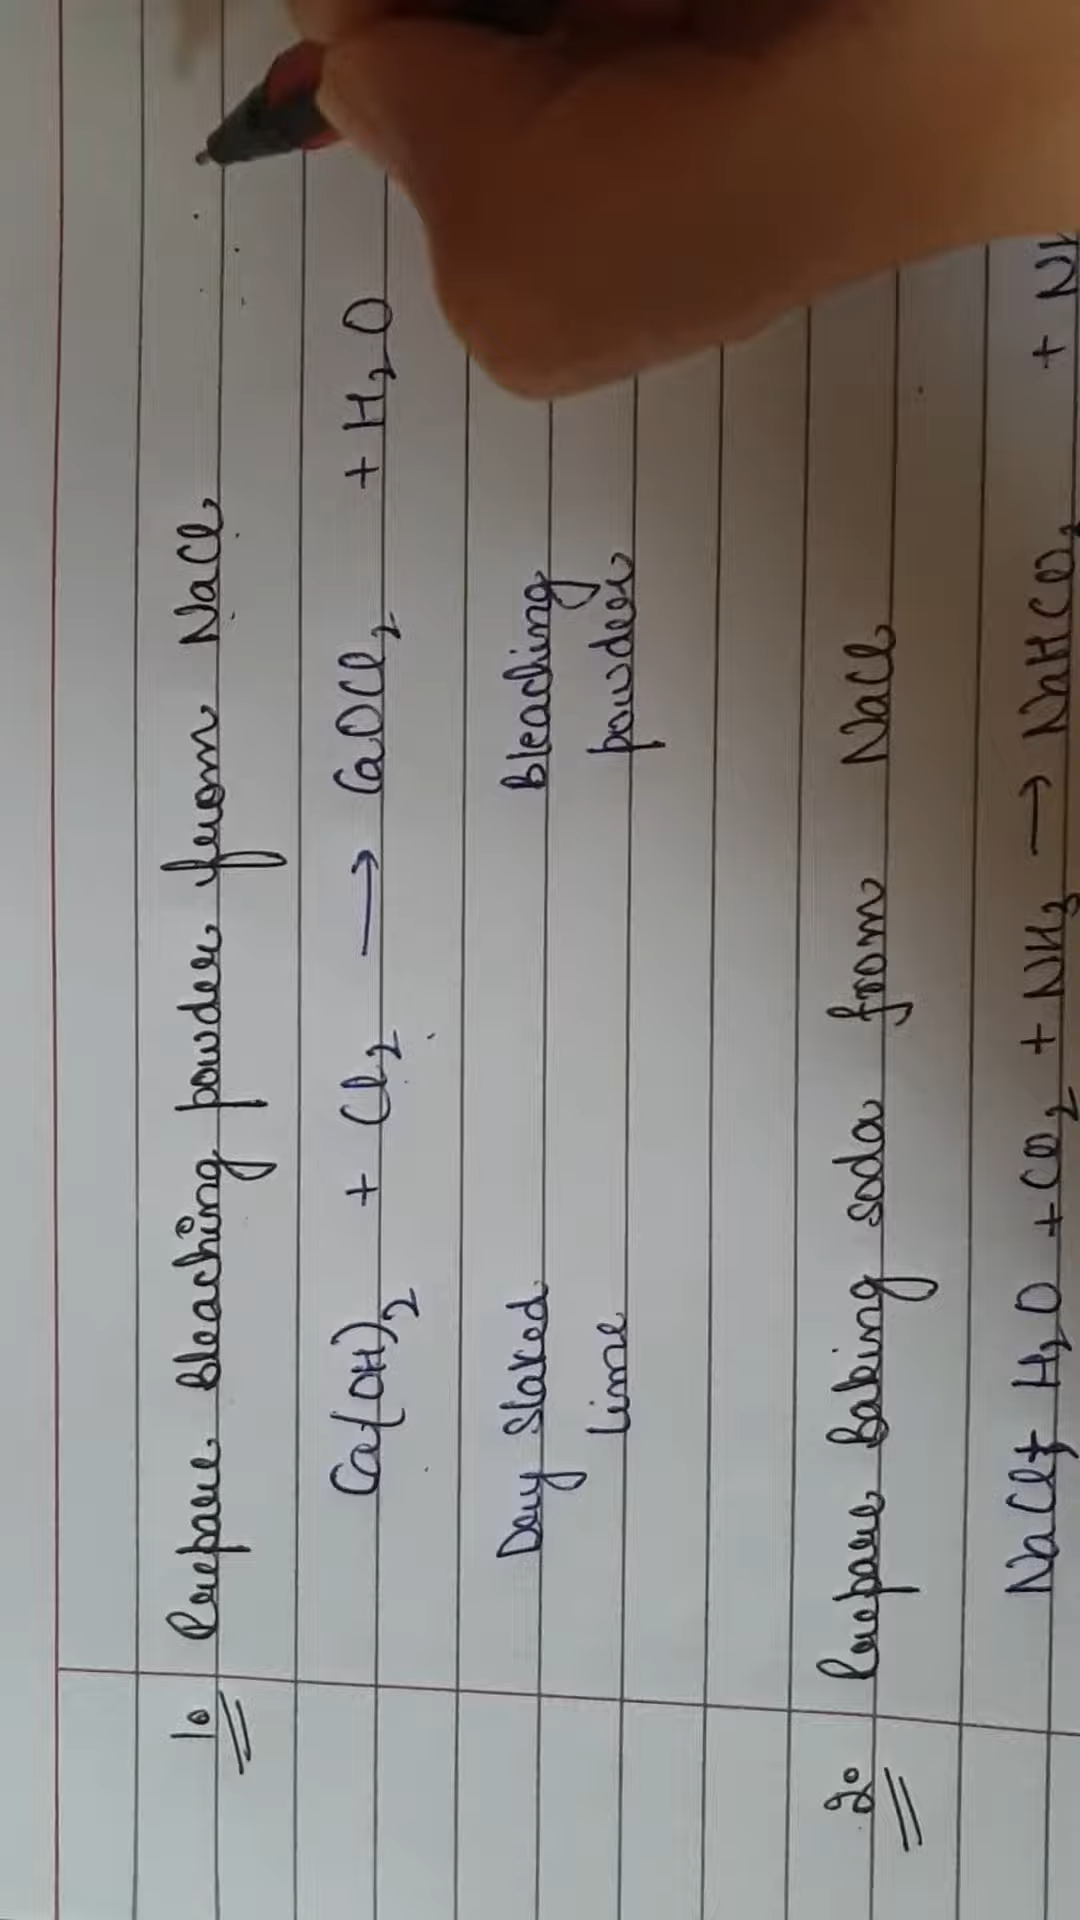 1. Prepare Bleaching powder from NaCl
Ca(OH)₂ + Cl₂ → CaOCl₂ + H₂O
Dry Slaked Bleaching
lime powder
2. Prepare Baking soda from NaCl
NaCl + H₂O + CO₂ + NH₃ → NaHCO₃ +